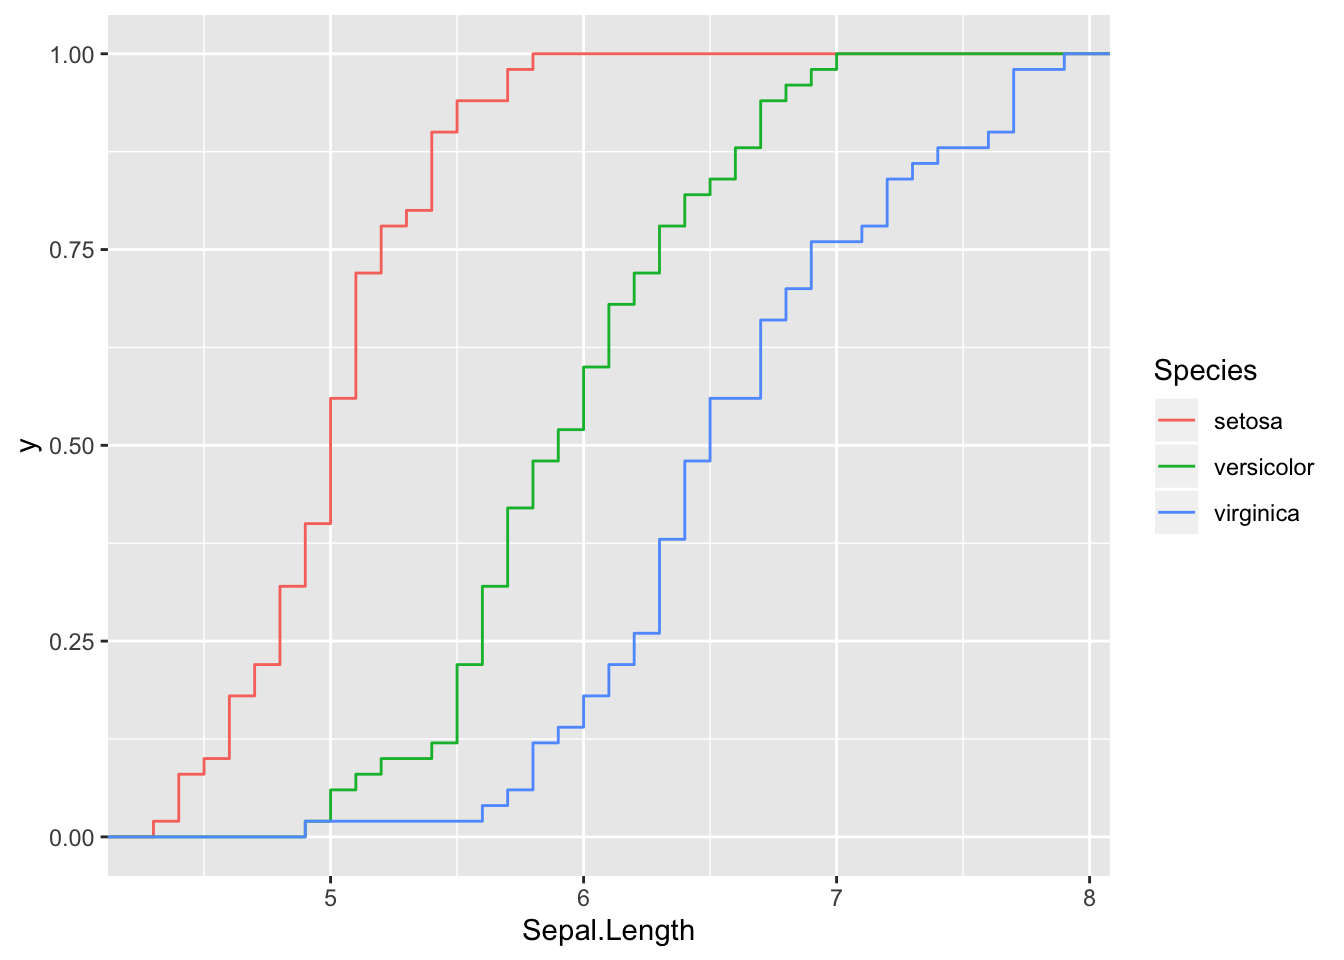 1.00
0.75
0.50
0.25
0.00
y
5 6 7 8
Sepal.Length
Species
setosa
versicolor
virginica